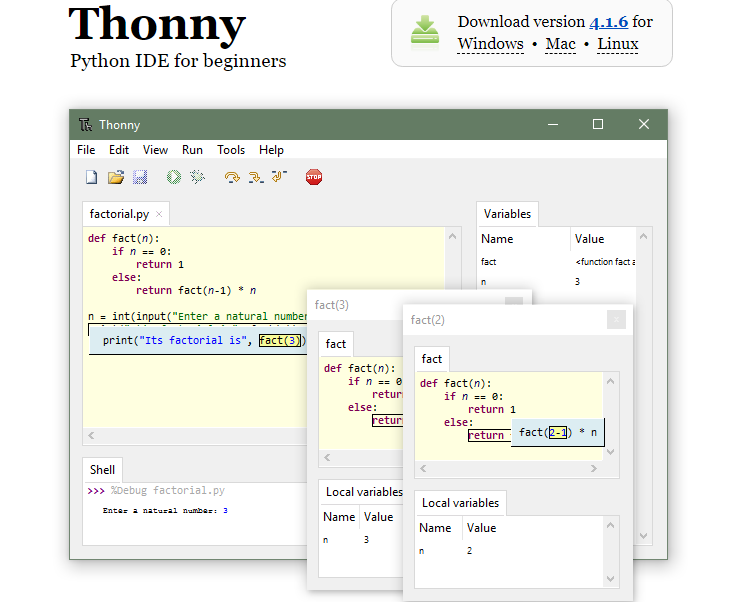 Thonny
Python IDE for beginners
Download version 4.1.6 for
Windows • Mac • Linux
Thonny
File Edit View Run Tools Help
STOP
factorial.py
def fact(n):
    if n == 0:
        return 1
    else:
        return fact(n-1) * n
n = int(input("Enter a natural number
print("Its factorial is", fact(3))
Shell
>>> %Debug factorial.py
Enter a natural number: 3
Variables
Name Value
fact <function fact a
n 3
fact(3)
fact
def fact(n):
    if n == 0
        retur
    else:
        retur
Local variables
Name Value
n 3
fact(2)
fact
def fact(n):
    if n == 0:
        return 1
    else:
        return
fact(2-1) * n
Local variables
Name Value
n 2